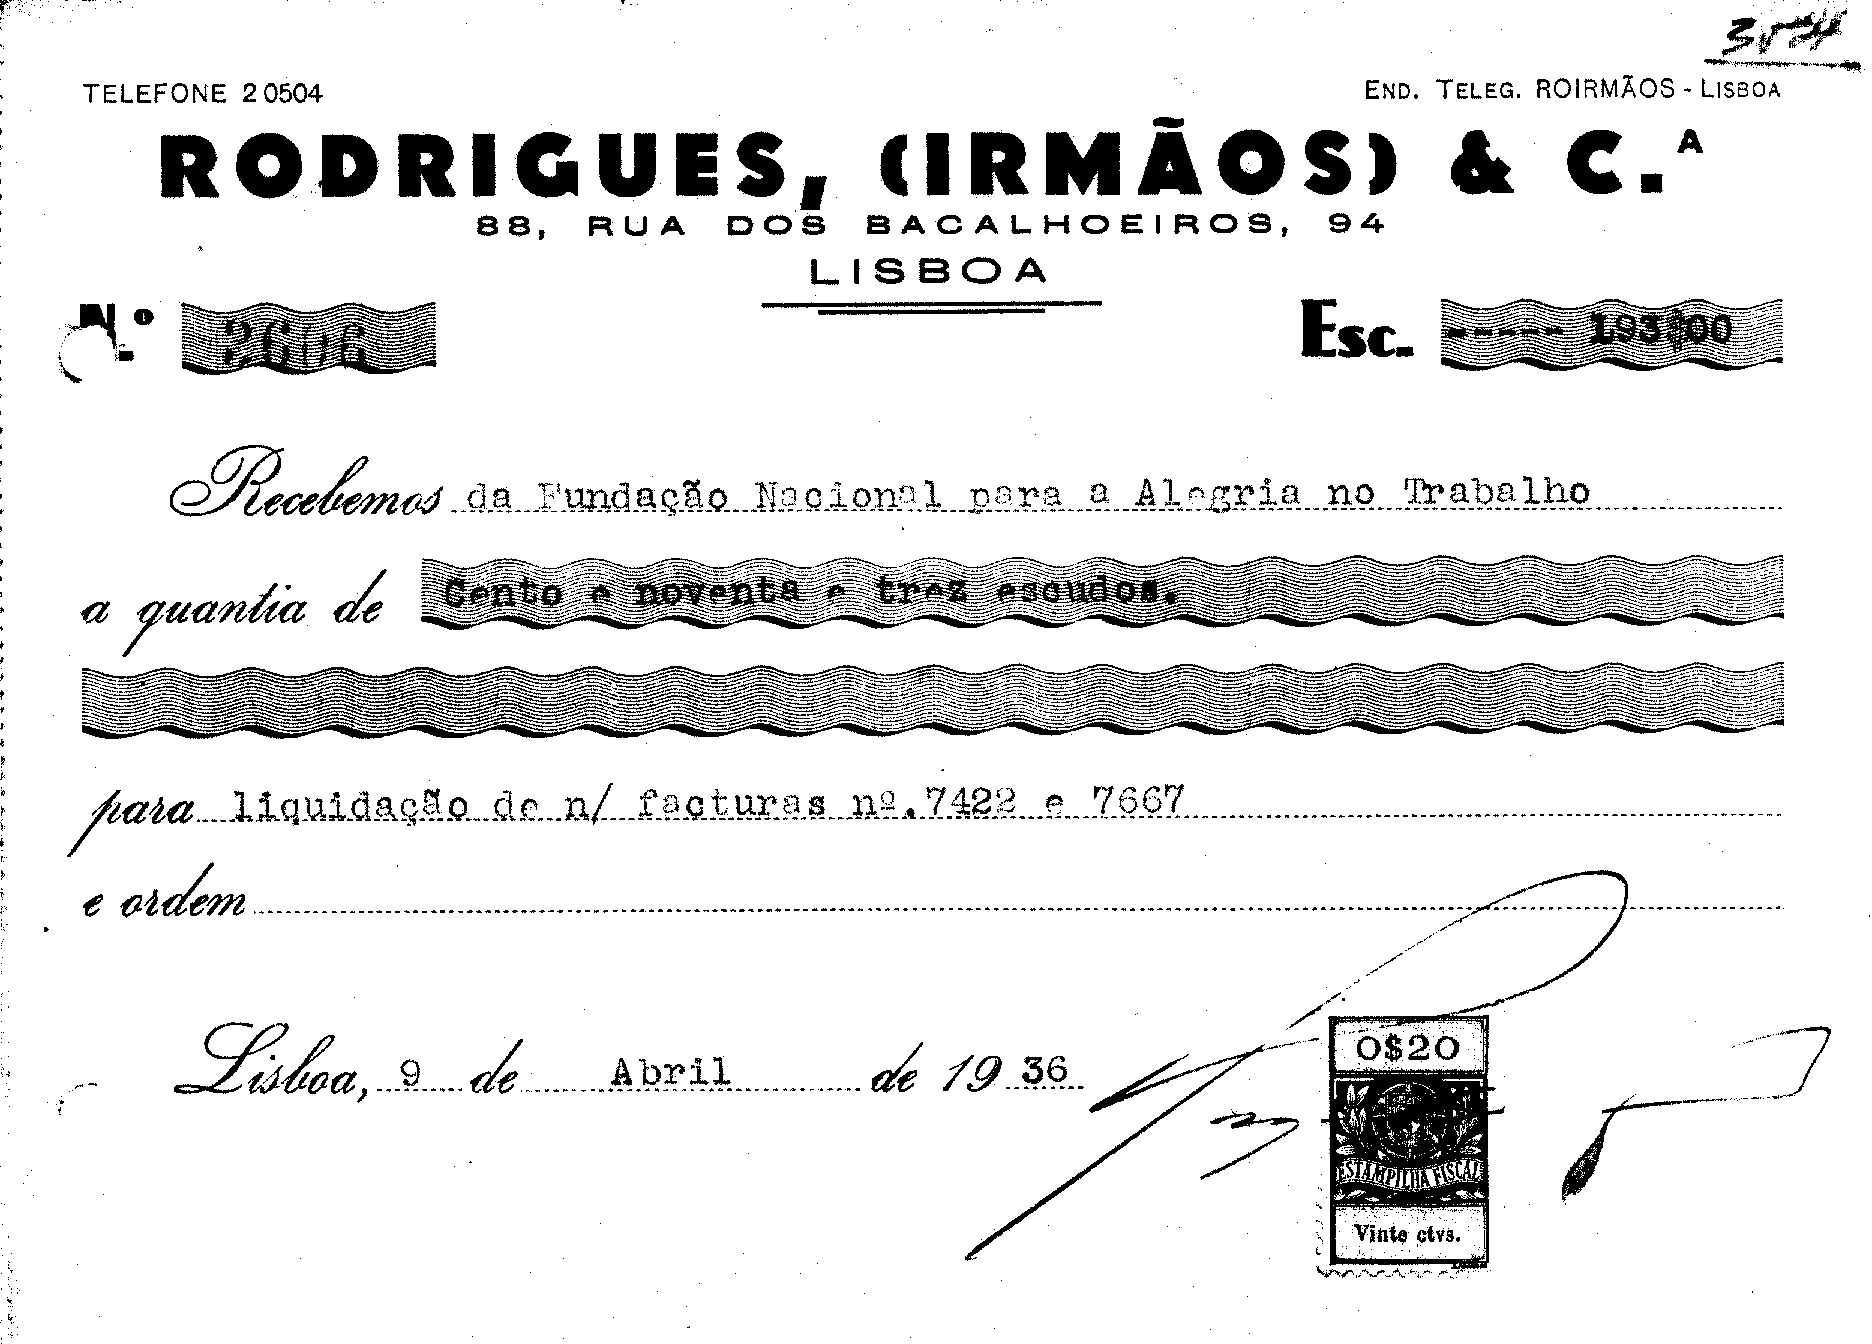 TELEFONE 20504
END. TELEG. ROIRMÃOS - LISBOA
RODRIGUES, (IRMÃOS) & C.ᴬ
88, RUA DOS BACALHOEIROS, 94
LISBOA
N.º 2606
Esc. ----- 193$00
Recebemos da Fundação Nacional para a Alegria no Trabalho
a quantia de Cento e noventa e trez escudos.
para liquidação de n/ facturas nº.7422 e 7667
e ordem
Lisboa, 9 de Abril de 1936
0$20
ESTAMPILHA FISCAL
Vinte ctvs.